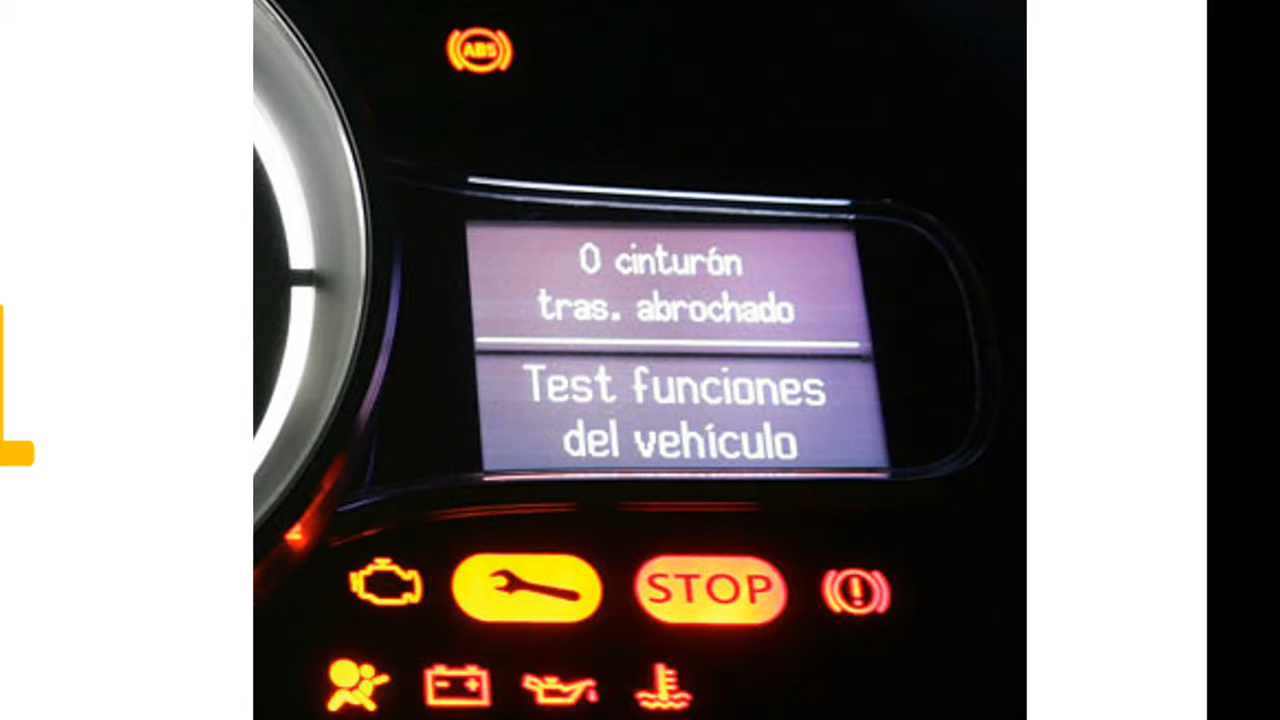 ABS
0 cinturón
tras. abrochado
Test funciones
del vehículo
STOP